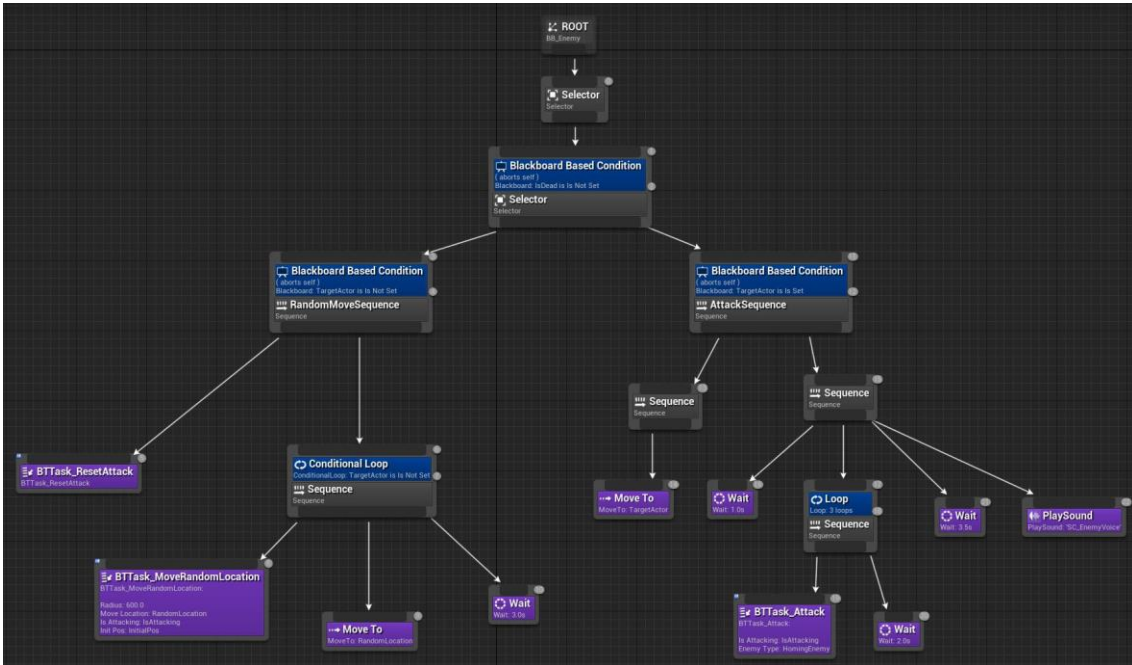 ROOT
BB_Enemy
Selector
Selector
Blackboard Based Condition
( aborts self )
Blackboard: IsDead is Is Not Set
Selector
Selector
Blackboard Based Condition
( aborts self )
Blackboard: TargetActor is Is Not Set
RandomMoveSequence
Sequence
Blackboard Based Condition
( aborts self )
Blackboard: TargetActor is Is Set
AttackSequence
Sequence
Sequence
Sequence
Sequence
Sequence
BTTask_ResetAttack
BTTask_ResetAttack
Conditional Loop
ConditionalLoop: TargetActor is Is Not Set
Sequence
Sequence
Move To
MoveTo: TargetActor
Wait
Wait: 1.0s
Loop
Loop: 3 loops
Sequence
Sequence
Wait
Wait: 3.5s
PlaySound
PlaySound: 'SC_EnemyVoice'
BTTask_MoveRandomLocation
BTTask_MoveRandomLocation:
Radius: 600.0
Move Location: RandomLocation
Is Attacking: IsAttacking
Init Pos: InitialPos
Move To
MoveTo: RandomLocation
Wait
Wait: 3.0s
BTTask_Attack
BTTask_Attack:
Is Attacking: IsAttacking
Enemy Type: HomingEnemy
Wait
Wait: 2.0s